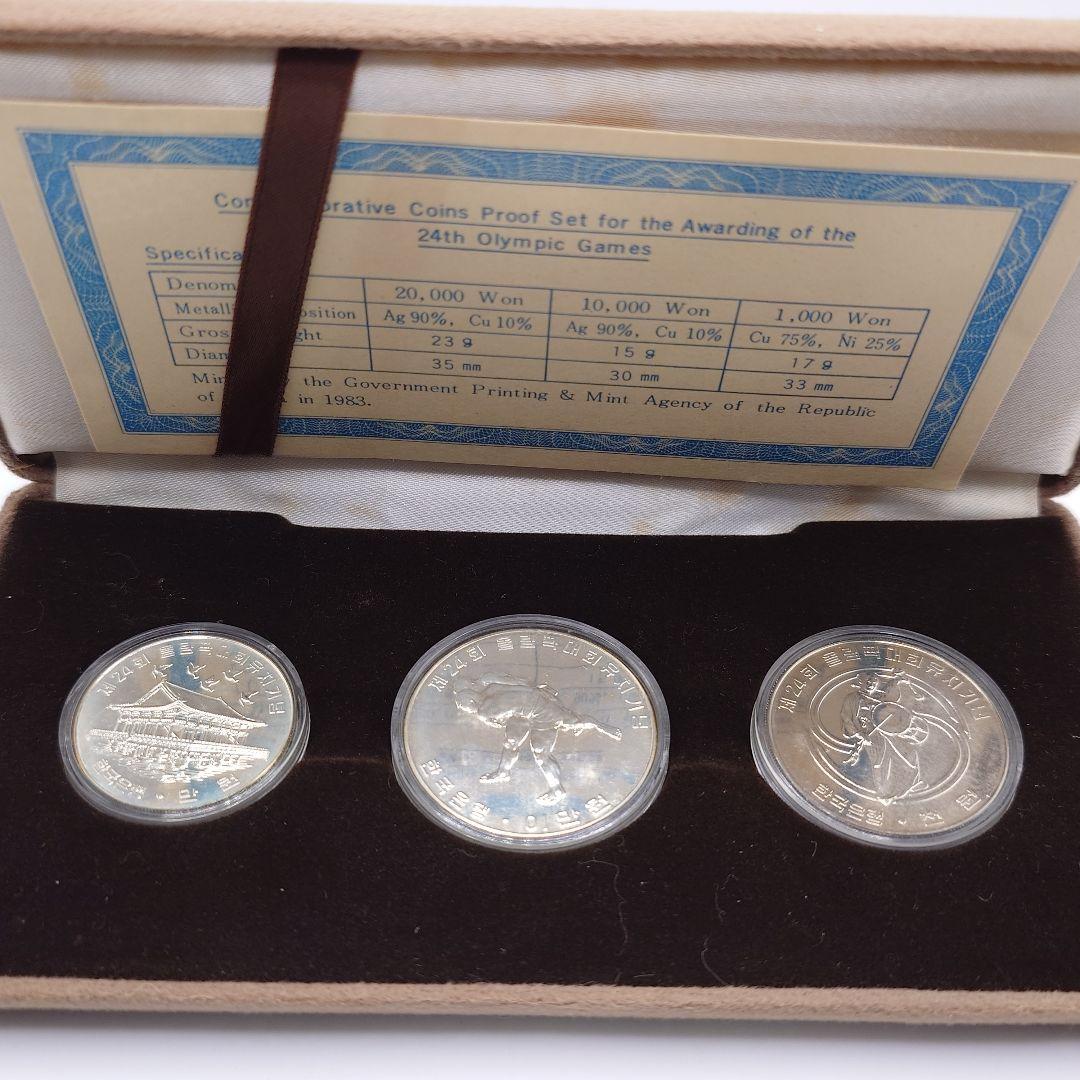 Com orative Coins Proof Set for the Awarding of the
24th Olympic Games
Specifica
Denom 20,000 Won 10,000 Won 1,000 Won
Metall position Ag 90%, Cu 10% Ag 90%, Cu 10% Cu 75%, Ni 25%
Gros ght 23 g 15 g 17 g
Diam 35 mm 30 mm 33 mm
Min the Government Printing & Mint Agency of the Republic
of in 1983.
제24회 올림픽대회유치기념
한국은행 · 만 원
제24회 올림픽대회유치기념
한국은행 · 이만 원
제24회 올림픽대회유치기념
한국은행 · 천 원